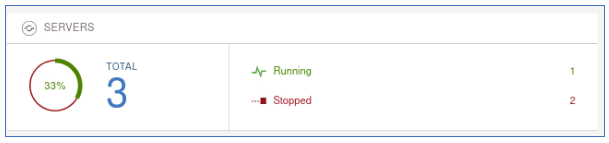 SERVERS
33%
TOTAL
3
Running 1
Stopped 2